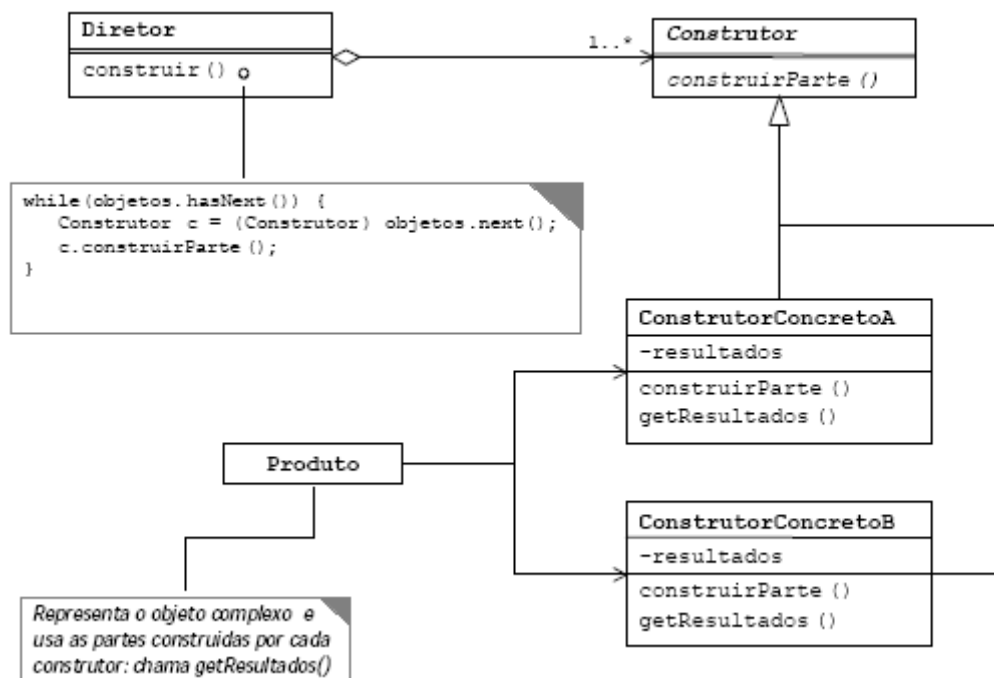 Diretor
construir()
1..*
Construtor
construirParte()
while(objetos.hasNext()) {
Construtor c = (Construtor) objetos.next();
c.construirParte();
}
ConstrutorConcretoA
-resultados
construirParte()
getResultados()
Produto
ConstrutorConcretoB
-resultados
construirParte()
getResultados()
Representa o objeto complexo e
usa as partes construidas por cada
construtor: chama getResultados()